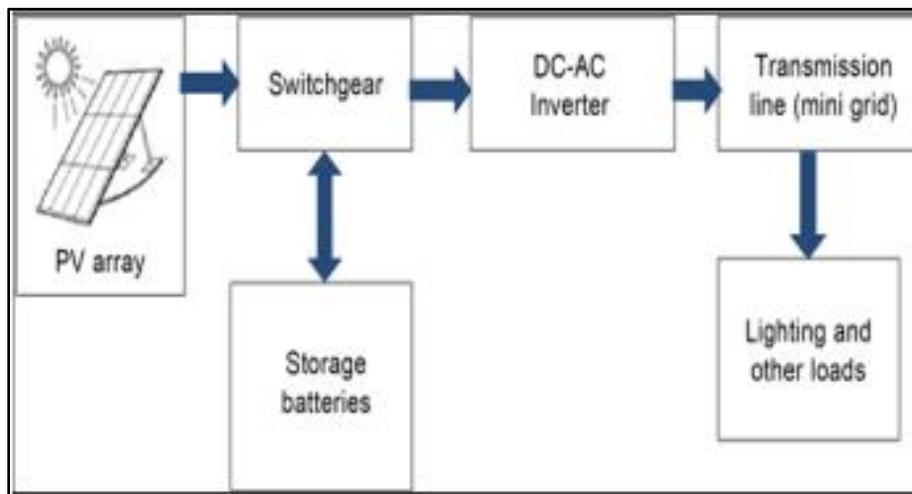 PV array
Switchgear
DC-AC
Inverter
Transmission
line (mini grid)
Storage
batteries
Lighting and
other loads